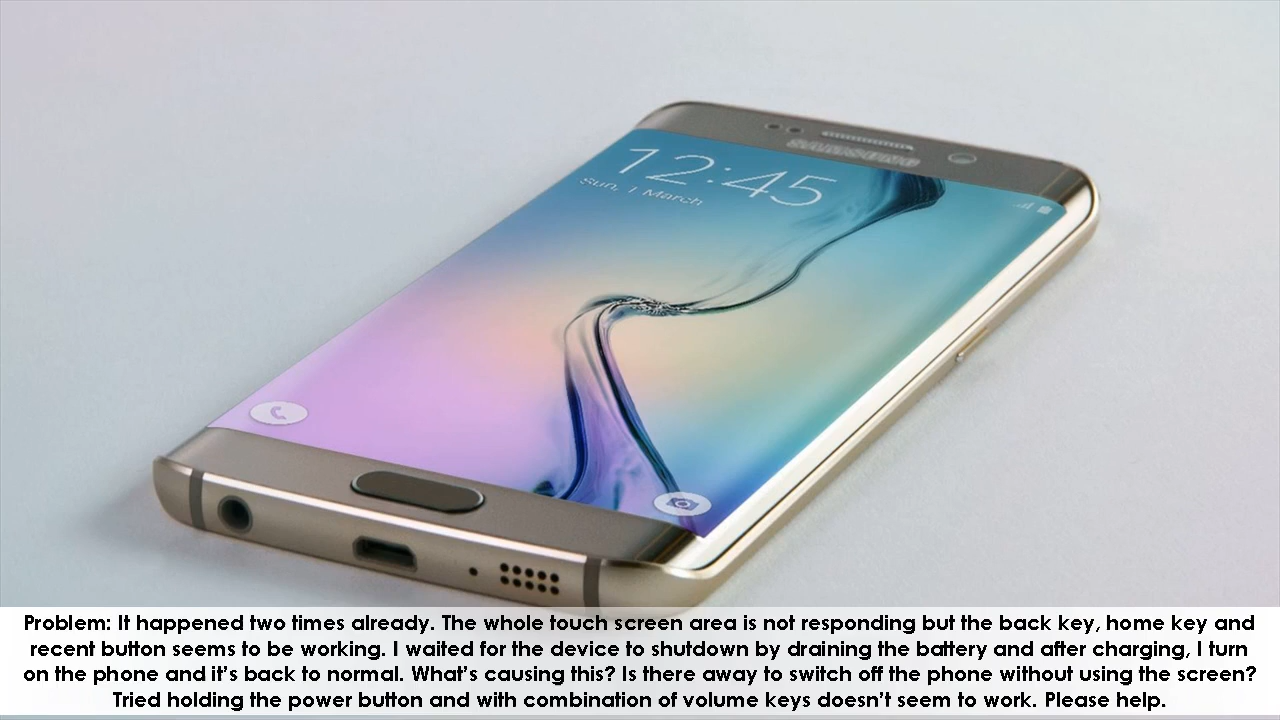 SAMSUNG
12:45
Sun, 1 March
Problem: It happened two times already. The whole touch screen area is not responding but the back key, home key and
recent button seems to be working. I waited for the device to shutdown by draining the battery and after charging, I turn
on the phone and it's back to normal. What's causing this? Is there away to switch off the phone without using the screen?
Tried holding the power button and with combination of volume keys doesn't seem to work. Please help.